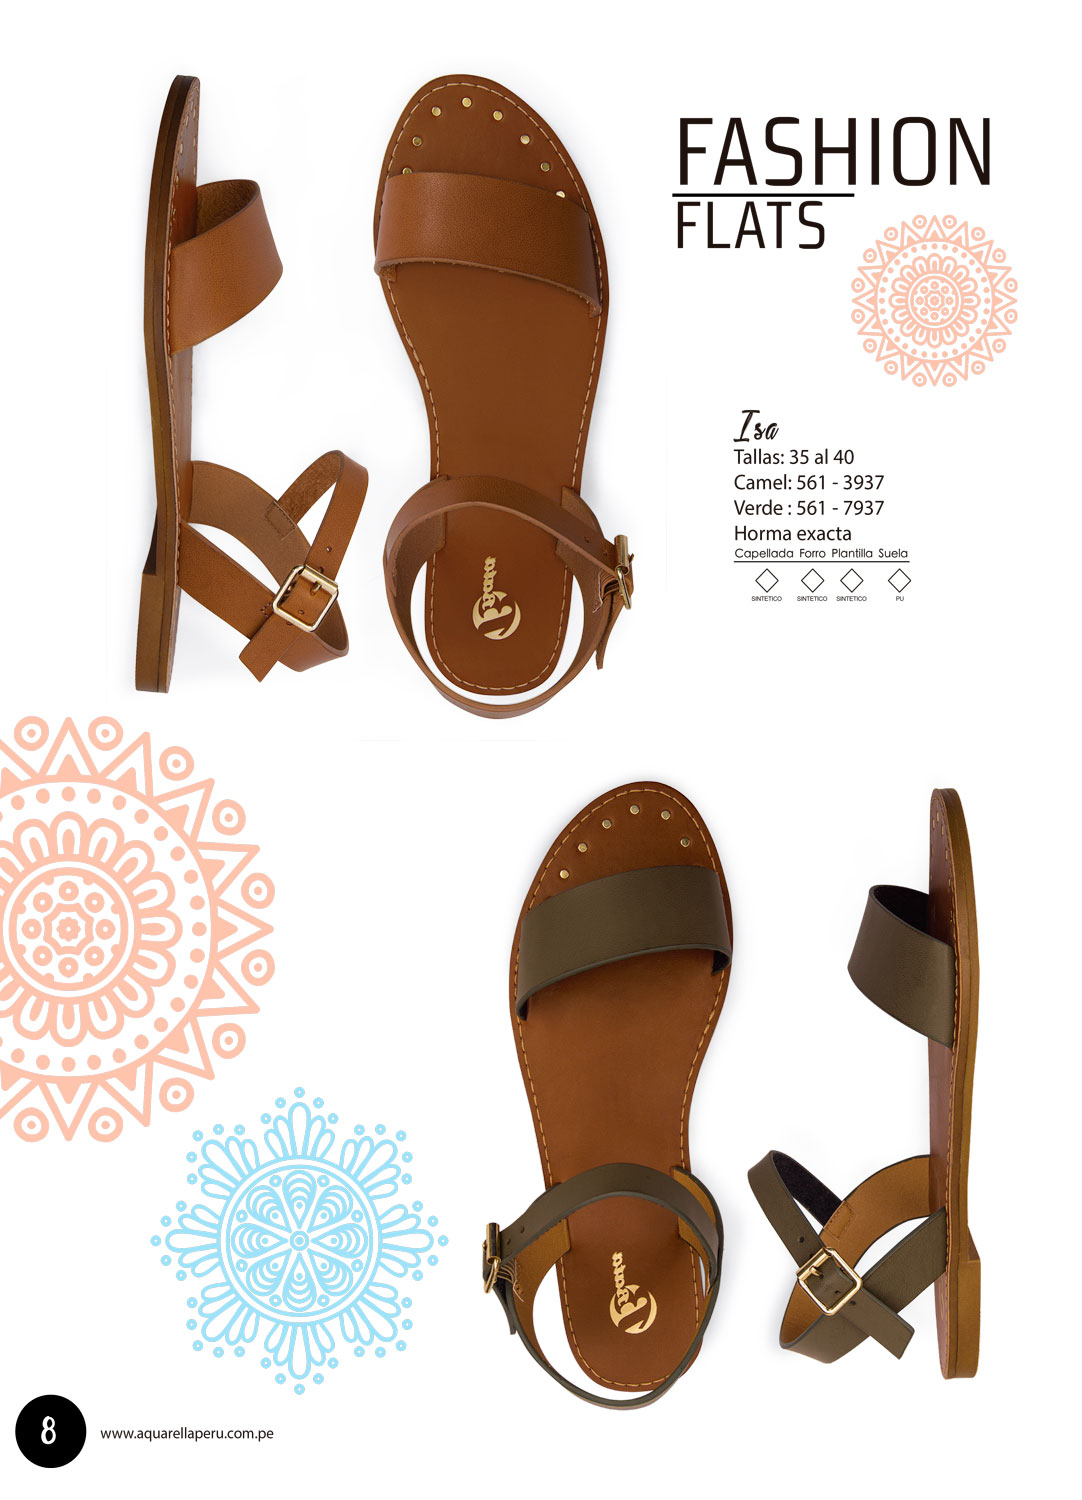 FASHION
FLATS
Isa
Tallas: 35 al 40
Camel: 561 - 3937
Verde : 561 - 7937
Horma exacta
Capellada Forro Plantilla Suela
SINTETICO SINTETICO SINTETICO PU
8
www.aquarellaperu.com.pe